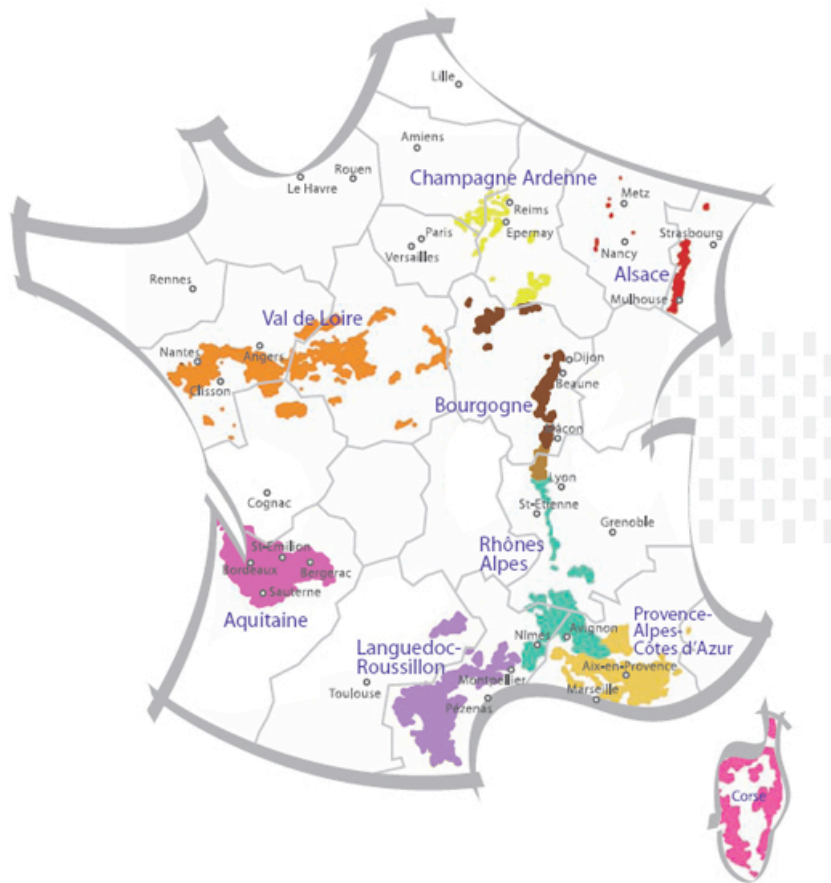 Lille
Amiens
Rouen
Le Havre
Champagne Ardenne
Reims
Epernay
Metz
Paris
Versailles
Nancy
Strasbourg
Alsace
Mulhouse
Rennes
Val de Loire
Nantes
Angers
Clisson
Dijon
Beaune
Bourgogne
âcon
Lyon
Cognac
St-Etienne
Grenoble
Rhônes
Alpes
St-Emilion
Bordeaux
Bergerac
Sauterne
Aquitaine
Provence-
Alpes-
Côtes d'Azur
Nîmes
Avignon
Languedoc-
Roussillon
Aix-en-Provence
Montpellier
Toulouse
Marseille
Pézenas
Corse